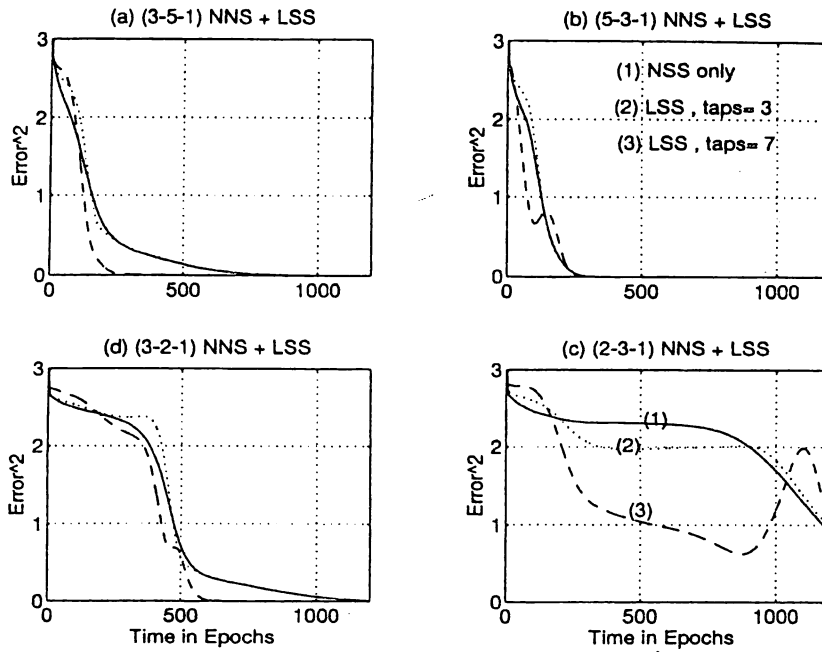 (a) (3-5-1) NNS + LSS
3
2
1
0
Error^2
0
500
1000
(b) (5-3-1) NNS + LSS
(1) NSS only
(2) LSS , taps= 3
(3) LSS , taps= 7
3
2
1
0
Error^2
0
500
1000
(d) (3-2-1) NNS + LSS
3
2
1
0
Error^2
0
500
1000
Time in Epochs
(c) (2-3-1) NNS + LSS
(1)
(2)
(3)
3
2
1
0
Error^2
0
500
1000
Time in Epochs